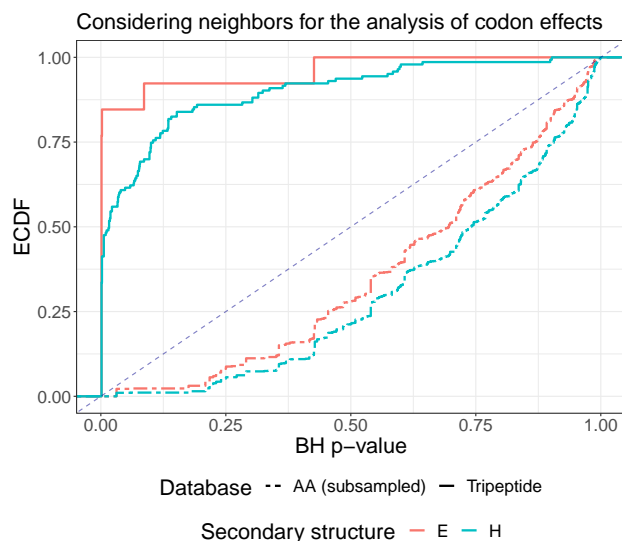 Considering neighbors for the analysis of codon effects
1.00
0.75
0.50
0.25
0.00
ECDF
0.00 0.25 0.50 0.75 1.00
BH p−value
Database AA (subsampled) Tripeptide
Secondary structure E H